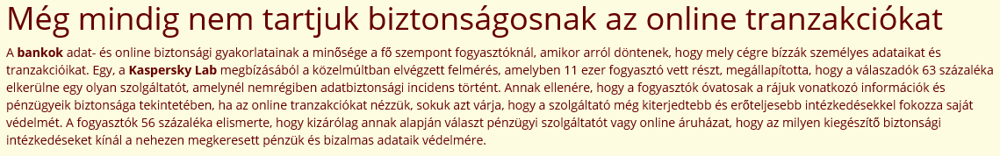 Még mindig nem tartjuk biztonságosnak az online tranzakciókat
A bankok adat- és online biztonsági gyakorlatainak a minősége a fő szempont fogyasztóknál, amikor arról döntenek, hogy mely cégre bízzák személyes adataikat és
tranzakcióikat. Egy, a Kaspersky Lab megbízásából a közelmúltban elvégzett felmérés, amelyben 11 ezer fogyasztó vett részt, megállapította, hogy a válaszadók 63 százaléka
elkerülne egy olyan szolgáltatót, amelynél nemrégiben adatbiztonsági incidens történt. Annak ellenére, hogy a fogyasztók óvatosak a rájuk vonatkozó információk és
pénzügyeik biztonsága tekintetében, ha az online tranzakciókat nézzük, sokuk azt várja, hogy a szolgáltató még kiterjedtebb és erőteljesebb intézkedésekkel fokozza saját
védelmét. A fogyasztók 56 százaléka elismerte, hogy kizárólag annak alapján választ pénzügyi szolgáltatót vagy online áruházat, hogy az milyen kiegészítő biztonsági
intézkedéseket kínál a nehezen megkeresett pénzük és bizalmas adataik védelmére.